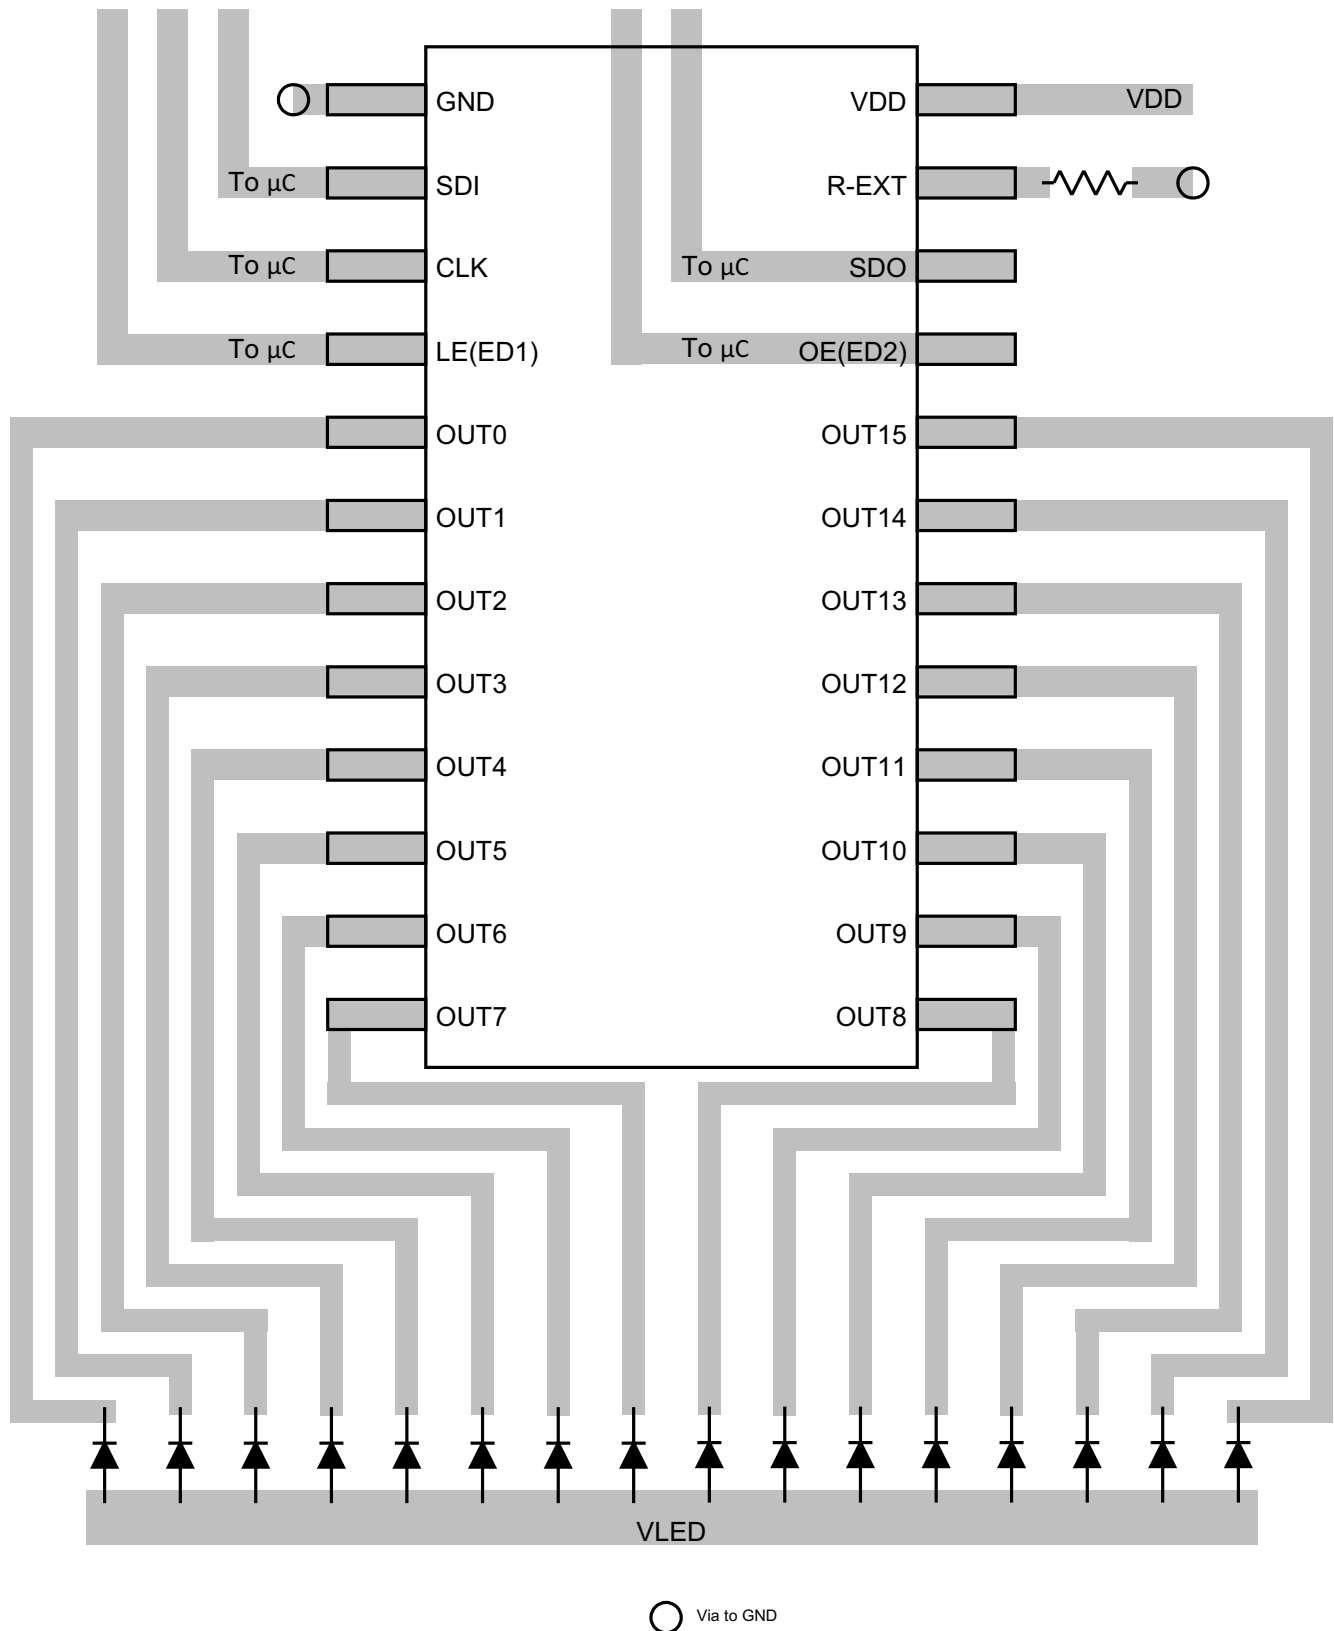 GND VDD VDD
To µC SDI R-EXT
To µC CLK To µC SDO
To µC LE(ED1) To µC OE(ED2)
OUT0 OUT15
OUT1 OUT14
OUT2 OUT13
OUT3 OUT12
OUT4 OUT11
OUT5 OUT10
OUT6 OUT9
OUT7 OUT8
VLED
Via to GND